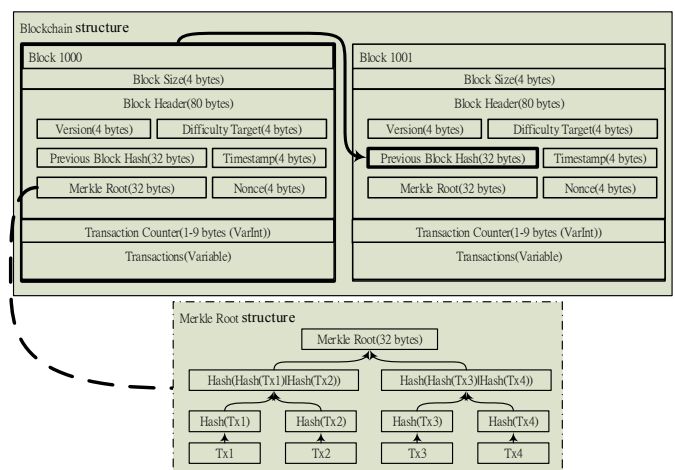 Blockchain structure
Block 1000
Block Size(4 bytes)
Block Header(80 bytes)
Version(4 bytes) Difficulty Target(4 bytes)
Previous Block Hash(32 bytes) Timestamp(4 bytes)
Merkle Root(32 bytes) Nonce(4 bytes)
Transaction Counter(1-9 bytes (VarInt))
Transactions(Variable)
Block 1001
Block Size(4 bytes)
Block Header(80 bytes)
Version(4 bytes) Difficulty Target(4 bytes)
Previous Block Hash(32 bytes) Timestamp(4 bytes)
Merkle Root(32 bytes) Nonce(4 bytes)
Transaction Counter(1-9 bytes (VarInt))
Transactions(Variable)
Merkle Root structure
Merkle Root(32 bytes)
Hash(Hash(Tx1)|Hash(Tx2)) Hash(Hash(Tx3)|Hash(Tx4))
Hash(Tx1) Hash(Tx2) Hash(Tx3) Hash(Tx4)
Tx1 Tx2 Tx3 Tx4